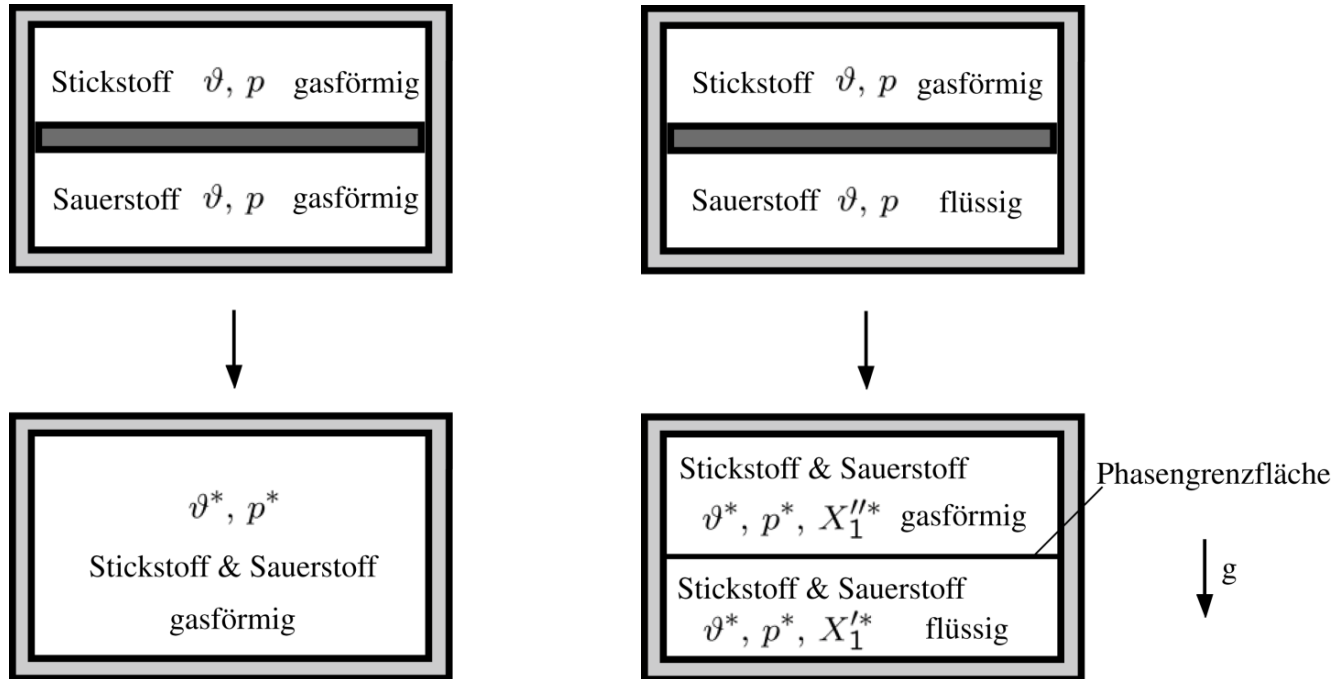 Stickstoff ϑ, p gasförmig
Sauerstoff ϑ, p gasförmig
Stickstoff ϑ, p gasförmig
Sauerstoff ϑ, p flüssig
ϑ*, p*
Stickstoff & Sauerstoff
gasförmig
Stickstoff & Sauerstoff
ϑ*, p*, X₁″* gasförmig
Stickstoff & Sauerstoff
ϑ*, p*, X₁′* flüssig
Phasengrenzfläche
g